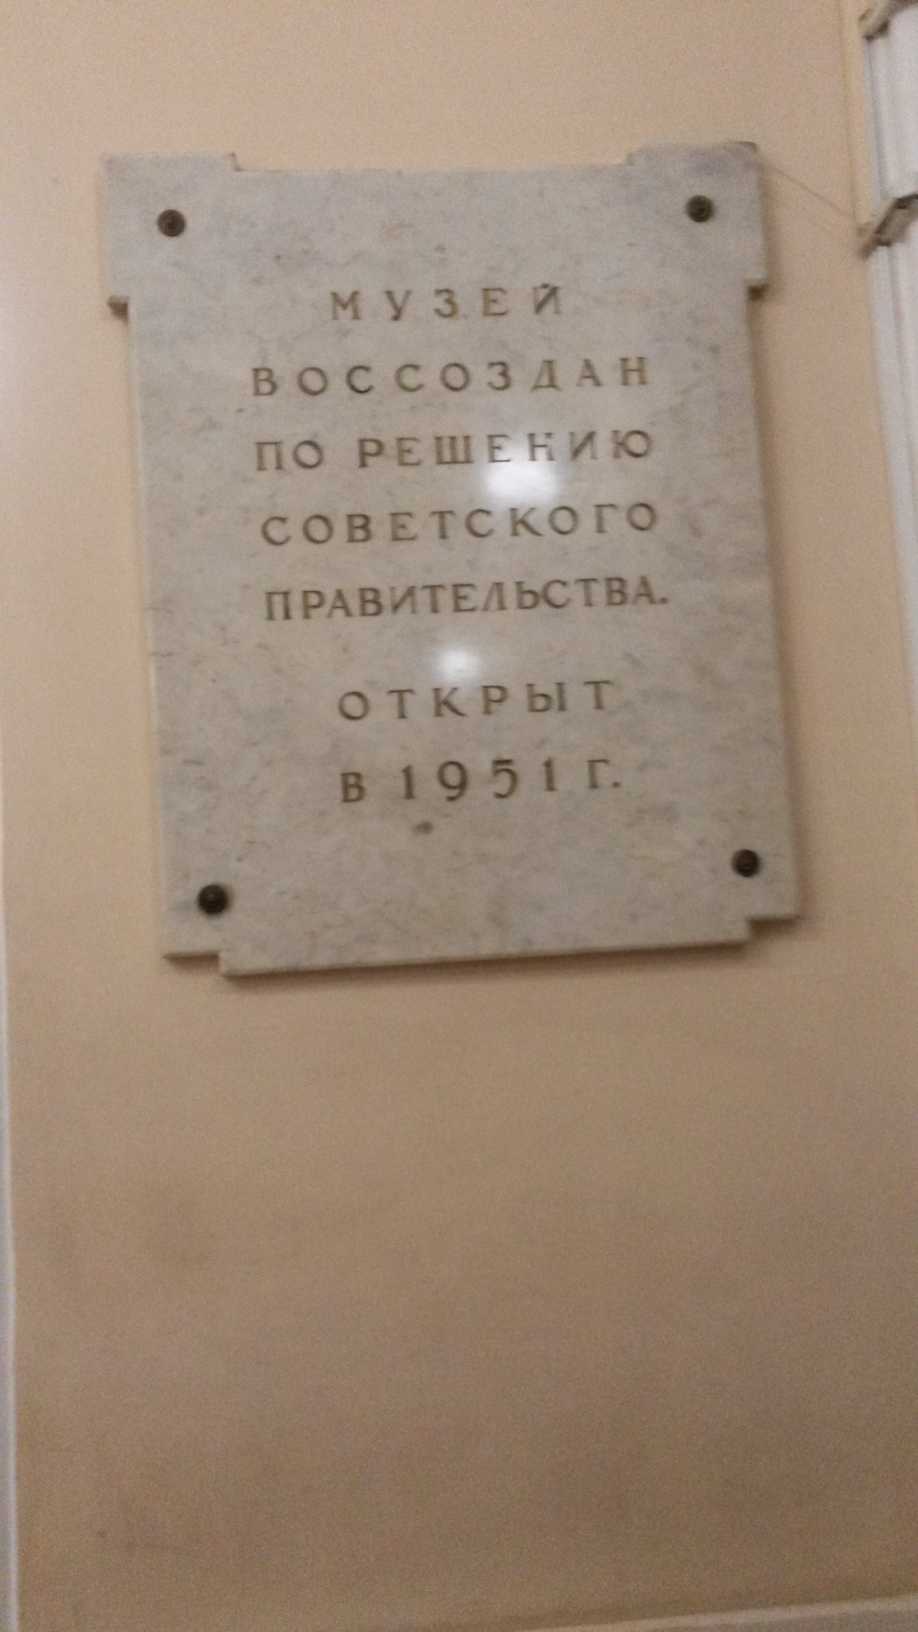 МУЗЕЙ
ВОССОЗДАН
ПО РЕШЕНИЮ
СОВЕТСКОГО
ПРАВИТЕЛЬСТВА.
ОТКРЫТ
В 1951 Г.